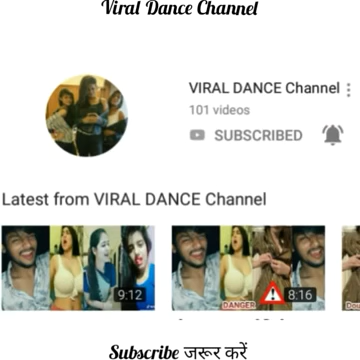 Viral Dance Channel
VIRAL DANCE Channel
101 videos
SUBSCRIBED
Latest from VIRAL DANCE Channel
9:12
DANGER
8:16
Dou
Subscribe जरूर करें